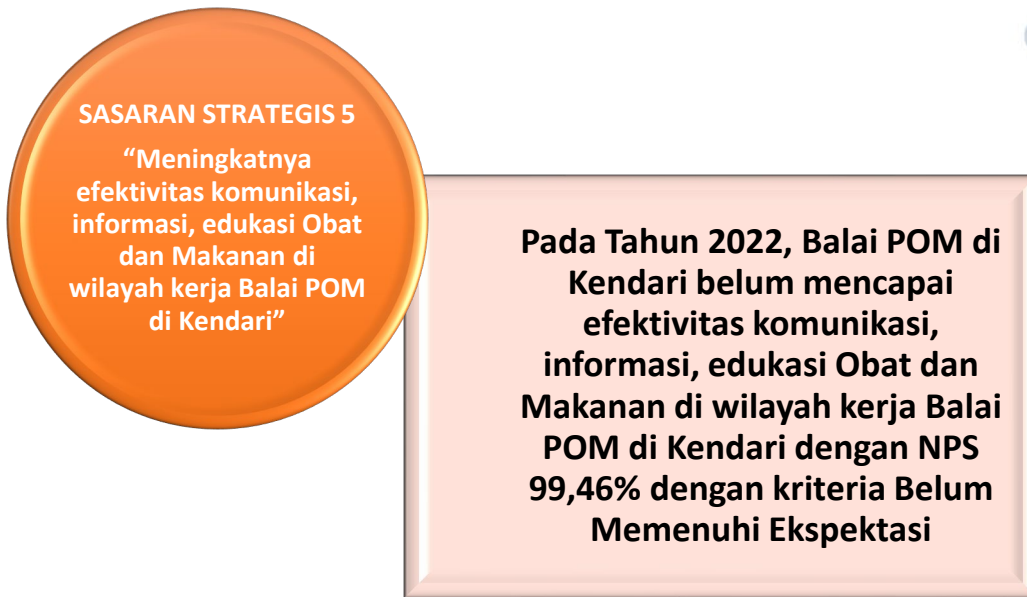 SASARAN STRATEGIS 5
“Meningkatnya
efektivitas komunikasi,
informasi, edukasi Obat
dan Makanan di
wilayah kerja Balai POM
di Kendari”
Pada Tahun 2022, Balai POM di
Kendari belum mencapai
efektivitas komunikasi,
informasi, edukasi Obat dan
Makanan di wilayah kerja Balai
POM di Kendari dengan NPS
99,46% dengan kriteria Belum
Memenuhi Ekspektasi